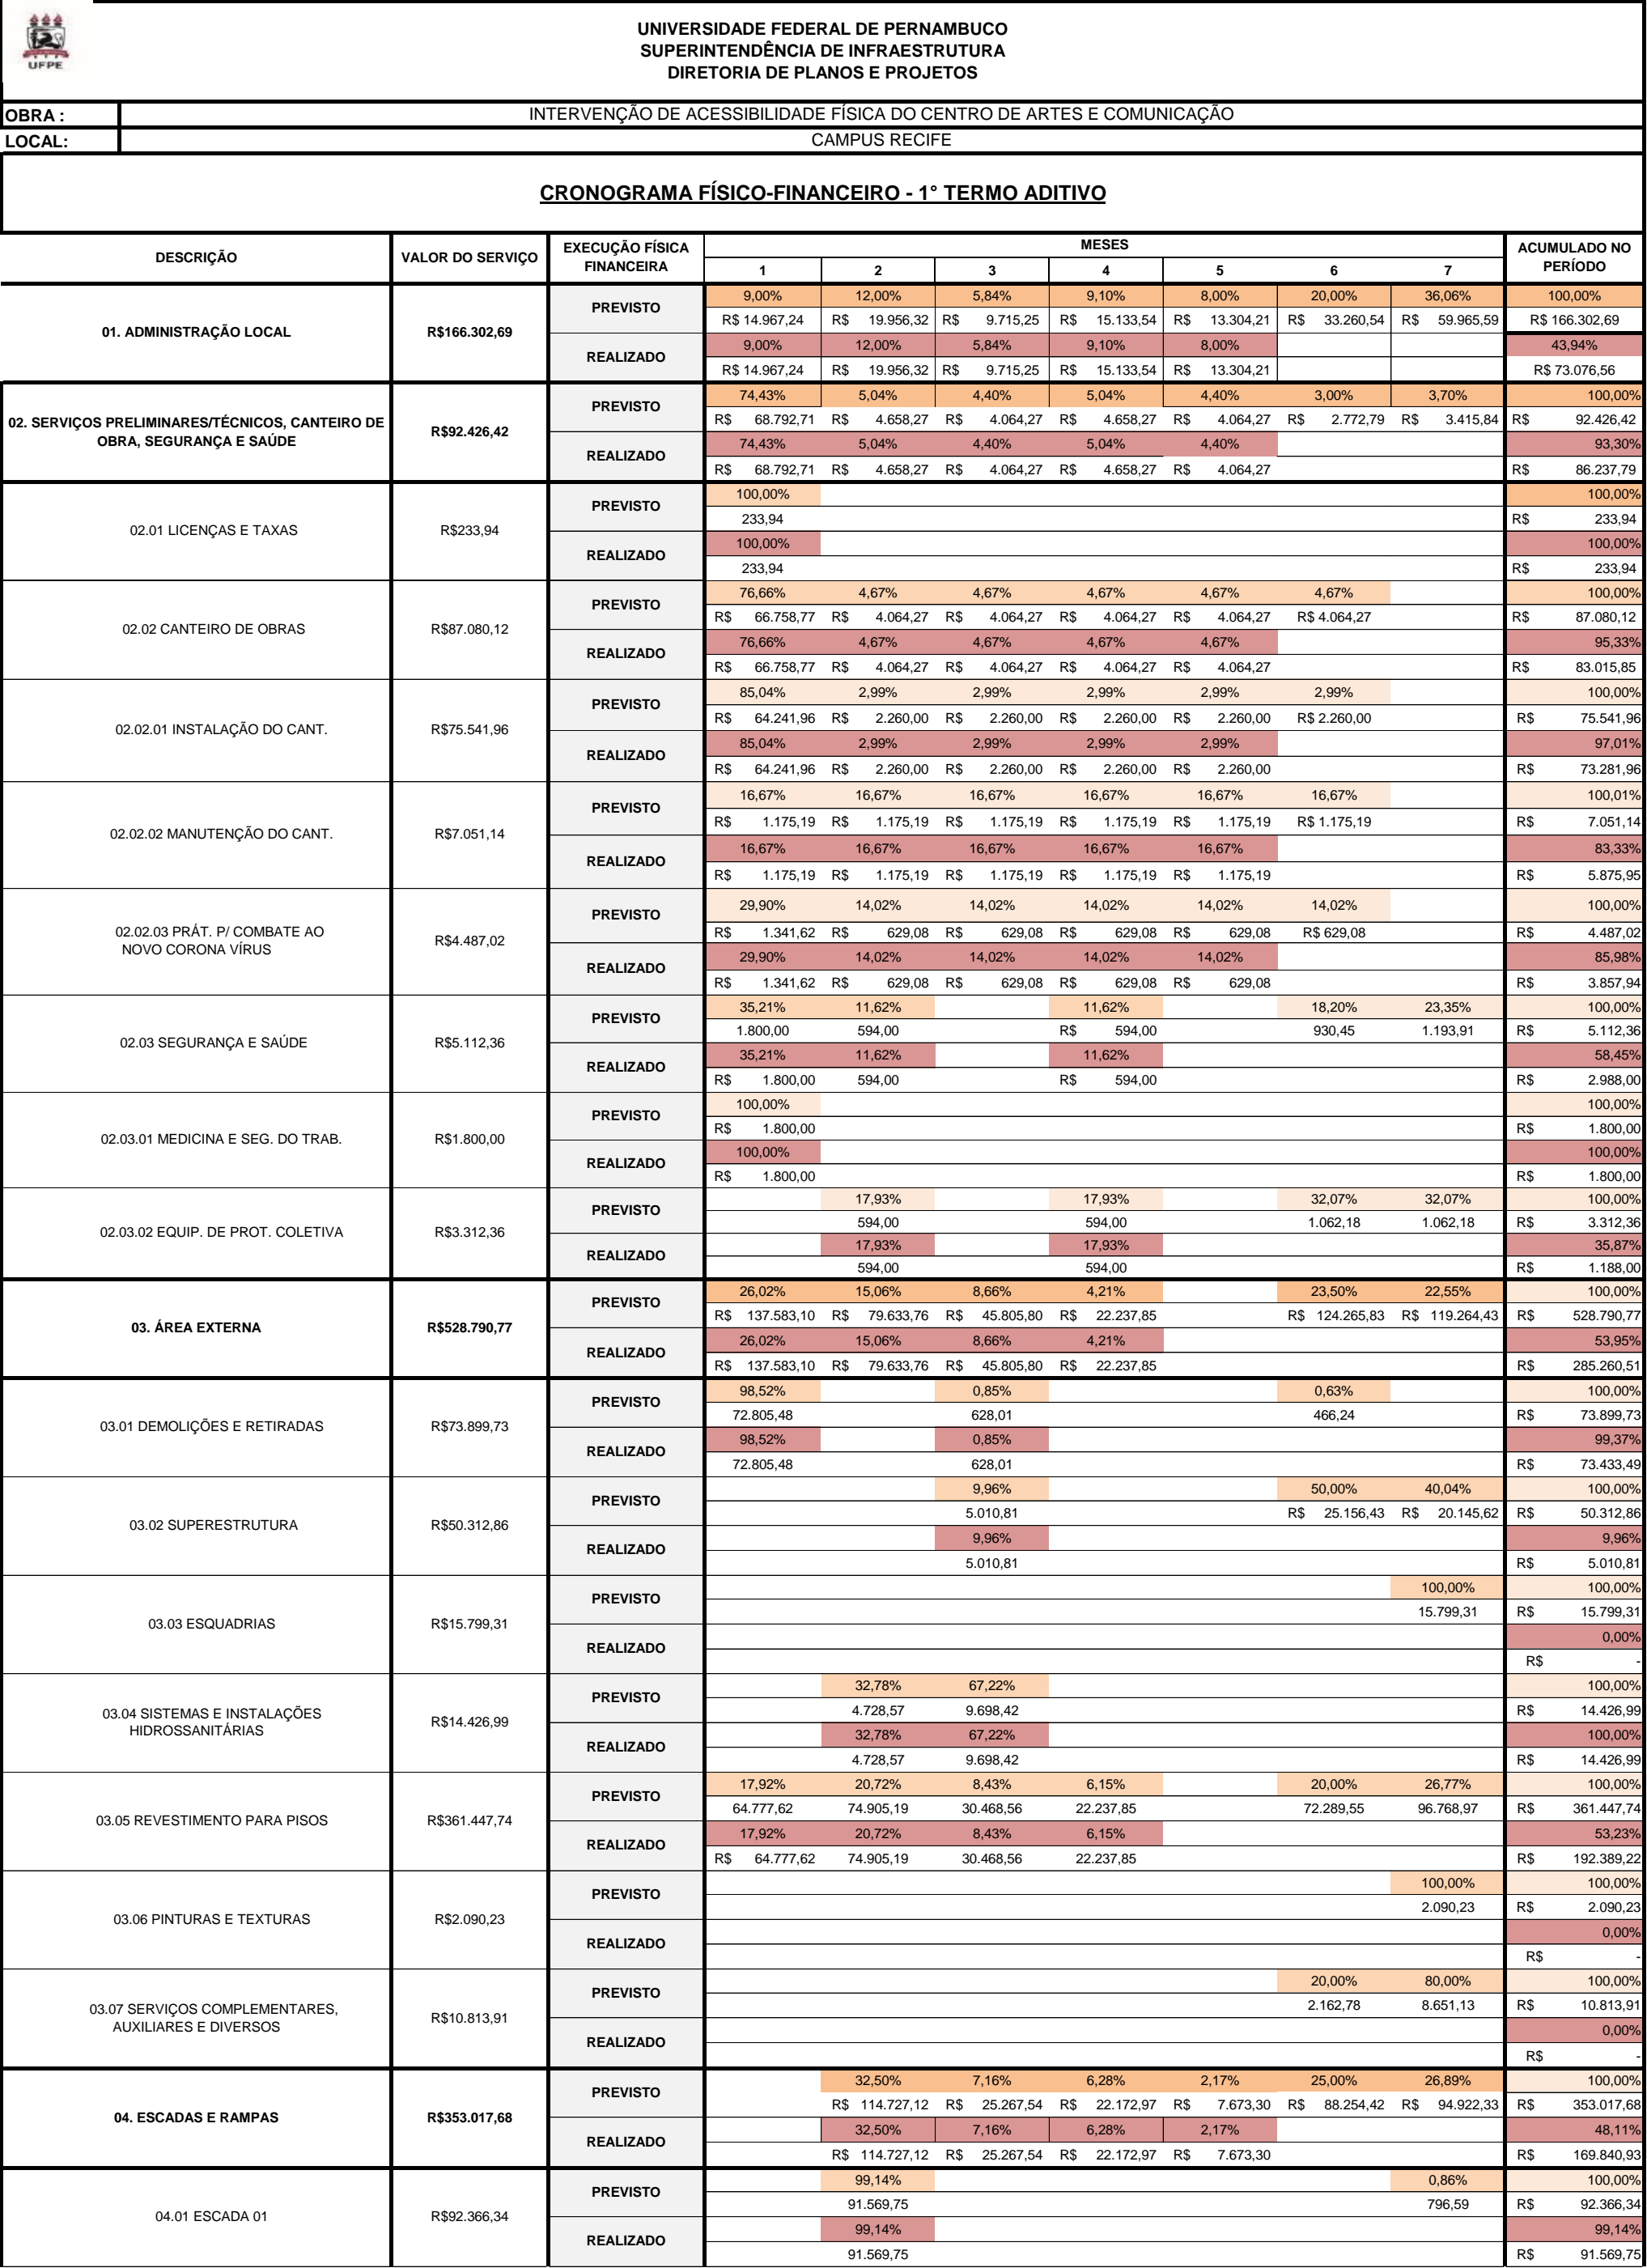 UFPE
UNIVERSIDADE FEDERAL DE PERNAMBUCO
SUPERINTENDÊNCIA DE INFRAESTRUTURA
DIRETORIA DE PLANOS E PROJETOS
OBRA : INTERVENÇÃO DE ACESSIBILIDADE FÍSICA DO CENTRO DE ARTES E COMUNICAÇÃO
LOCAL: CAMPUS RECIFE
CRONOGRAMA FÍSICO-FINANCEIRO - 1° TERMO ADITIVO
DESCRIÇÃO VALOR DO SERVIÇO EXECUÇÃO FÍSICA FINANCEIRA MESES ACUMULADO NO PERÍODO
1 2 3 4 5 6 7
01. ADMINISTRAÇÃO LOCAL R$166.302,69
PREVISTO 9,00% 12,00% 5,84% 9,10% 8,00% 20,00% 36,06% 100,00%
R$ 14.967,24 R$ 19.956,32 R$ 9.715,25 R$ 15.133,54 R$ 13.304,21 R$ 33.260,54 R$ 59.965,59 R$ 166.302,69
REALIZADO 9,00% 12,00% 5,84% 9,10% 8,00% 43,94%
R$ 14.967,24 R$ 19.956,32 R$ 9.715,25 R$ 15.133,54 R$ 13.304,21 R$ 73.076,56
02. SERVIÇOS PRELIMINARES/TÉCNICOS, CANTEIRO DE
OBRA, SEGURANÇA E SAÚDE R$92.426,42
PREVISTO 74,43% 5,04% 4,40% 5,04% 4,40% 3,00% 3,70% 100,00%
R$ 68.792,71 R$ 4.658,27 R$ 4.064,27 R$ 4.658,27 R$ 4.064,27 R$ 2.772,79 R$ 3.415,84 R$ 92.426,42
REALIZADO 74,43% 5,04% 4,40% 5,04% 4,40% 93,30%
R$ 68.792,71 R$ 4.658,27 R$ 4.064,27 R$ 4.658,27 R$ 4.064,27 R$ 86.237,79
02.01 LICENÇAS E TAXAS R$233,94
PREVISTO 100,00% 100,00%
233,94 R$ 233,94
REALIZADO 100,00% 100,00%
233,94 R$ 233,94
02.02 CANTEIRO DE OBRAS R$87.080,12
PREVISTO 76,66% 4,67% 4,67% 4,67% 4,67% 4,67% 100,00%
R$ 66.758,77 R$ 4.064,27 R$ 4.064,27 R$ 4.064,27 R$ 4.064,27 R$ 4.064,27 R$ 87.080,12
REALIZADO 76,66% 4,67% 4,67% 4,67% 4,67% 95,33%
R$ 66.758,77 R$ 4.064,27 R$ 4.064,27 R$ 4.064,27 R$ 4.064,27 R$ 83.015,85
02.02.01 INSTALAÇÃO DO CANT. R$75.541,96
PREVISTO 85,04% 2,99% 2,99% 2,99% 2,99% 2,99% 100,00%
R$ 64.241,96 R$ 2.260,00 R$ 2.260,00 R$ 2.260,00 R$ 2.260,00 R$ 2.260,00 R$ 75.541,96
REALIZADO 85,04% 2,99% 2,99% 2,99% 2,99% 97,01%
R$ 64.241,96 R$ 2.260,00 R$ 2.260,00 R$ 2.260,00 R$ 2.260,00 R$ 73.281,96
02.02.02 MANUTENÇÃO DO CANT. R$7.051,14
PREVISTO 16,67% 16,67% 16,67% 16,67% 16,67% 16,67% 100,01%
R$ 1.175,19 R$ 1.175,19 R$ 1.175,19 R$ 1.175,19 R$ 1.175,19 R$ 1.175,19 R$ 7.051,14
REALIZADO 16,67% 16,67% 16,67% 16,67% 16,67% 83,33%
R$ 1.175,19 R$ 1.175,19 R$ 1.175,19 R$ 1.175,19 R$ 1.175,19 R$ 5.875,95
02.02.03 PRÁT. P/ COMBATE AO
NOVO CORONA VÍRUS R$4.487,02
PREVISTO 29,90% 14,02% 14,02% 14,02% 14,02% 14,02% 100,00%
R$ 1.341,62 R$ 629,08 R$ 629,08 R$ 629,08 R$ 629,08 R$ 629,08 R$ 4.487,02
REALIZADO 29,90% 14,02% 14,02% 14,02% 14,02% 85,98%
R$ 1.341,62 R$ 629,08 R$ 629,08 R$ 629,08 R$ 629,08 R$ 3.857,94
02.03 SEGURANÇA E SAÚDE R$5.112,36
PREVISTO 35,21% 11,62% 11,62% 18,20% 23,35% 100,00%
1.800,00 594,00 R$ 594,00 930,45 1.193,91 R$ 5.112,36
REALIZADO 35,21% 11,62% 11,62% 58,45%
R$ 1.800,00 594,00 R$ 594,00 R$ 2.988,00
02.03.01 MEDICINA E SEG. DO TRAB. R$1.800,00
PREVISTO 100,00% 100,00%
R$ 1.800,00 R$ 1.800,00
REALIZADO 100,00% 100,00%
R$ 1.800,00 R$ 1.800,00
02.03.02 EQUIP. DE PROT. COLETIVA R$3.312,36
PREVISTO 17,93% 17,93% 32,07% 32,07% 100,00%
594,00 594,00 1.062,18 1.062,18 R$ 3.312,36
REALIZADO 17,93% 17,93% 35,87%
594,00 594,00 R$ 1.188,00
03. ÁREA EXTERNA R$528.790,77
PREVISTO 26,02% 15,06% 8,66% 4,21% 23,50% 22,55% 100,00%
R$ 137.583,10 R$ 79.633,76 R$ 45.805,80 R$ 22.237,85 R$ 124.265,83 R$ 119.264,43 R$ 528.790,77
REALIZADO 26,02% 15,06% 8,66% 4,21% 53,95%
R$ 137.583,10 R$ 79.633,76 R$ 45.805,80 R$ 22.237,85 R$ 285.260,51
03.01 DEMOLIÇÕES E RETIRADAS R$73.899,73
PREVISTO 98,52% 0,85% 0,63% 100,00%
72.805,48 628,01 466,24 R$ 73.899,73
REALIZADO 98,52% 0,85% 99,37%
72.805,48 628,01 R$ 73.433,49
03.02 SUPERESTRUTURA R$50.312,86
PREVISTO 9,96% 50,00% 40,04% 100,00%
5.010,81 R$ 25.156,43 R$ 20.145,62 R$ 50.312,86
REALIZADO 9,96% 9,96%
5.010,81 R$ 5.010,81
03.03 ESQUADRIAS R$15.799,31
PREVISTO 100,00% 100,00%
15.799,31 R$ 15.799,31
REALIZADO 0,00%
R$ -
03.04 SISTEMAS E INSTALAÇÕES
HIDROSSANITÁRIAS R$14.426,99
PREVISTO 32,78% 67,22% 100,00%
4.728,57 9.698,42 R$ 14.426,99
REALIZADO 32,78% 67,22% 100,00%
4.728,57 9.698,42 R$ 14.426,99
03.05 REVESTIMENTO PARA PISOS R$361.447,74
PREVISTO 17,92% 20,72% 8,43% 6,15% 20,00% 26,77% 100,00%
64.777,62 74.905,19 30.468,56 22.237,85 72.289,55 96.768,97 R$ 361.447,74
REALIZADO 17,92% 20,72% 8,43% 6,15% 53,23%
R$ 64.777,62 74.905,19 30.468,56 22.237,85 R$ 192.389,22
03.06 PINTURAS E TEXTURAS R$2.090,23
PREVISTO 100,00% 100,00%
2.090,23 R$ 2.090,23
REALIZADO 0,00%
R$ -
03.07 SERVIÇOS COMPLEMENTARES,
AUXILIARES E DIVERSOS R$10.813,91
PREVISTO 20,00% 80,00% 100,00%
2.162,78 8.651,13 R$ 10.813,91
REALIZADO 0,00%
R$ -
04. ESCADAS E RAMPAS R$353.017,68
PREVISTO 32,50% 7,16% 6,28% 2,17% 25,00% 26,89% 100,00%
R$ 114.727,12 R$ 25.267,54 R$ 22.172,97 R$ 7.673,30 R$ 88.254,42 R$ 94.922,33 R$ 353.017,68
REALIZADO 32,50% 7,16% 6,28% 2,17% 48,11%
R$ 114.727,12 R$ 25.267,54 R$ 22.172,97 R$ 7.673,30 R$ 169.840,93
04.01 ESCADA 01 R$92.366,34
PREVISTO 99,14% 0,86% 100,00%
91.569,75 796,59 R$ 92.366,34
REALIZADO 99,14% 99,14%
91.569,75 R$ 91.569,75